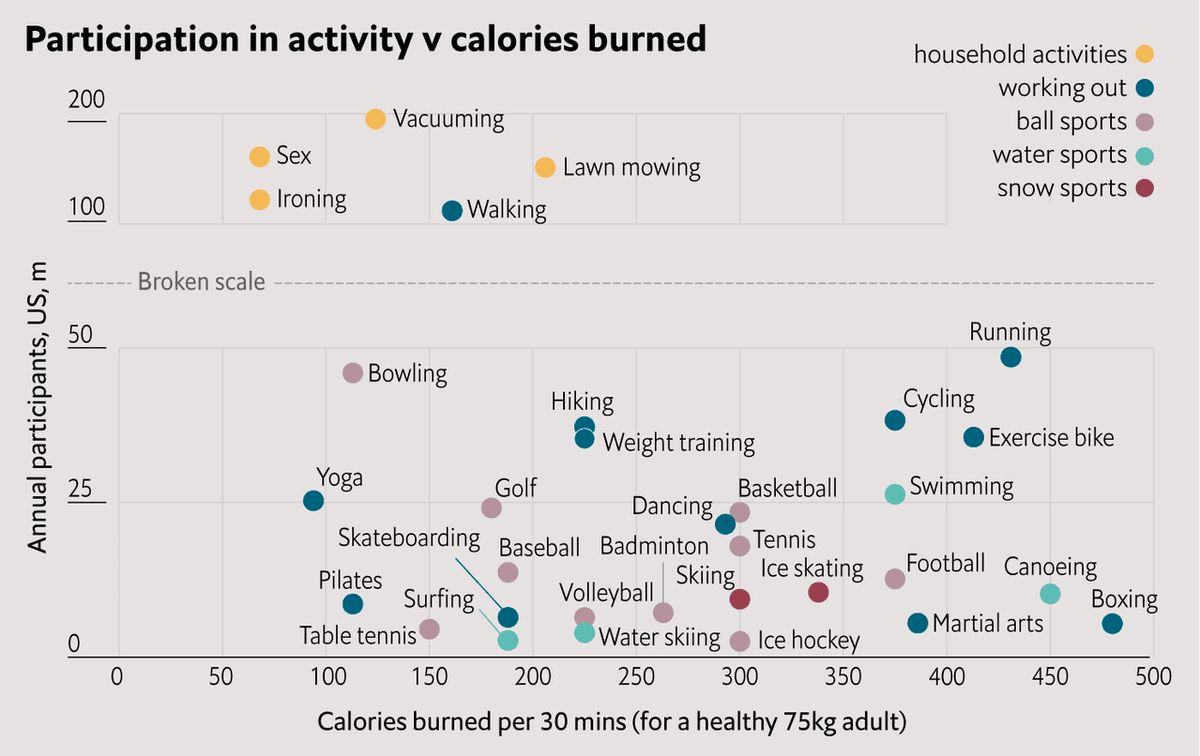 Participation in activity v calories burned
household activities
working out
ball sports
water sports
snow sports
200
Vacuuming
Sex
Lawn mowing
Ironing
Walking
100
Broken scale
Annual participants, US, m
50
Running
Bowling
Cycling
Hiking
Exercise bike
Weight training
Yoga
Golf
Basketball
Swimming
25
Dancing
Skateboarding
Baseball
Badminton
Tennis
Ice skating
Football
Canoeing
Pilates
Skiing
Surfing
Volleyball
Boxing
Table tennis
Water skiing
Ice hockey
Martial arts
0
0 50 100 150 200 250 300 350 400 450 500
Calories burned per 30 mins (for a healthy 75kg adult)